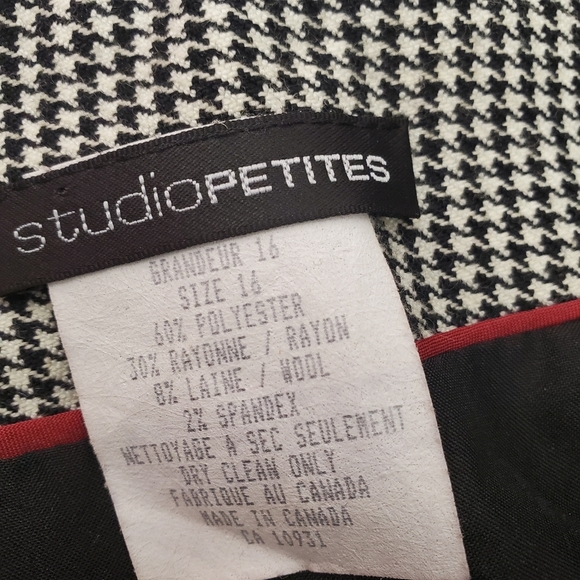 studioPETITES
GRANDEUR 16
SIZE 16
60% POLYESTER
30% RAYONNE / RAYON
8% LAINE / WOOL
2% SPANDEX
NETTOYAGE A SEC SEULEMENT
DRY CLEAN ONLY
FABRIQUE AU CANADA
MADE IN CANADA
CA 10931